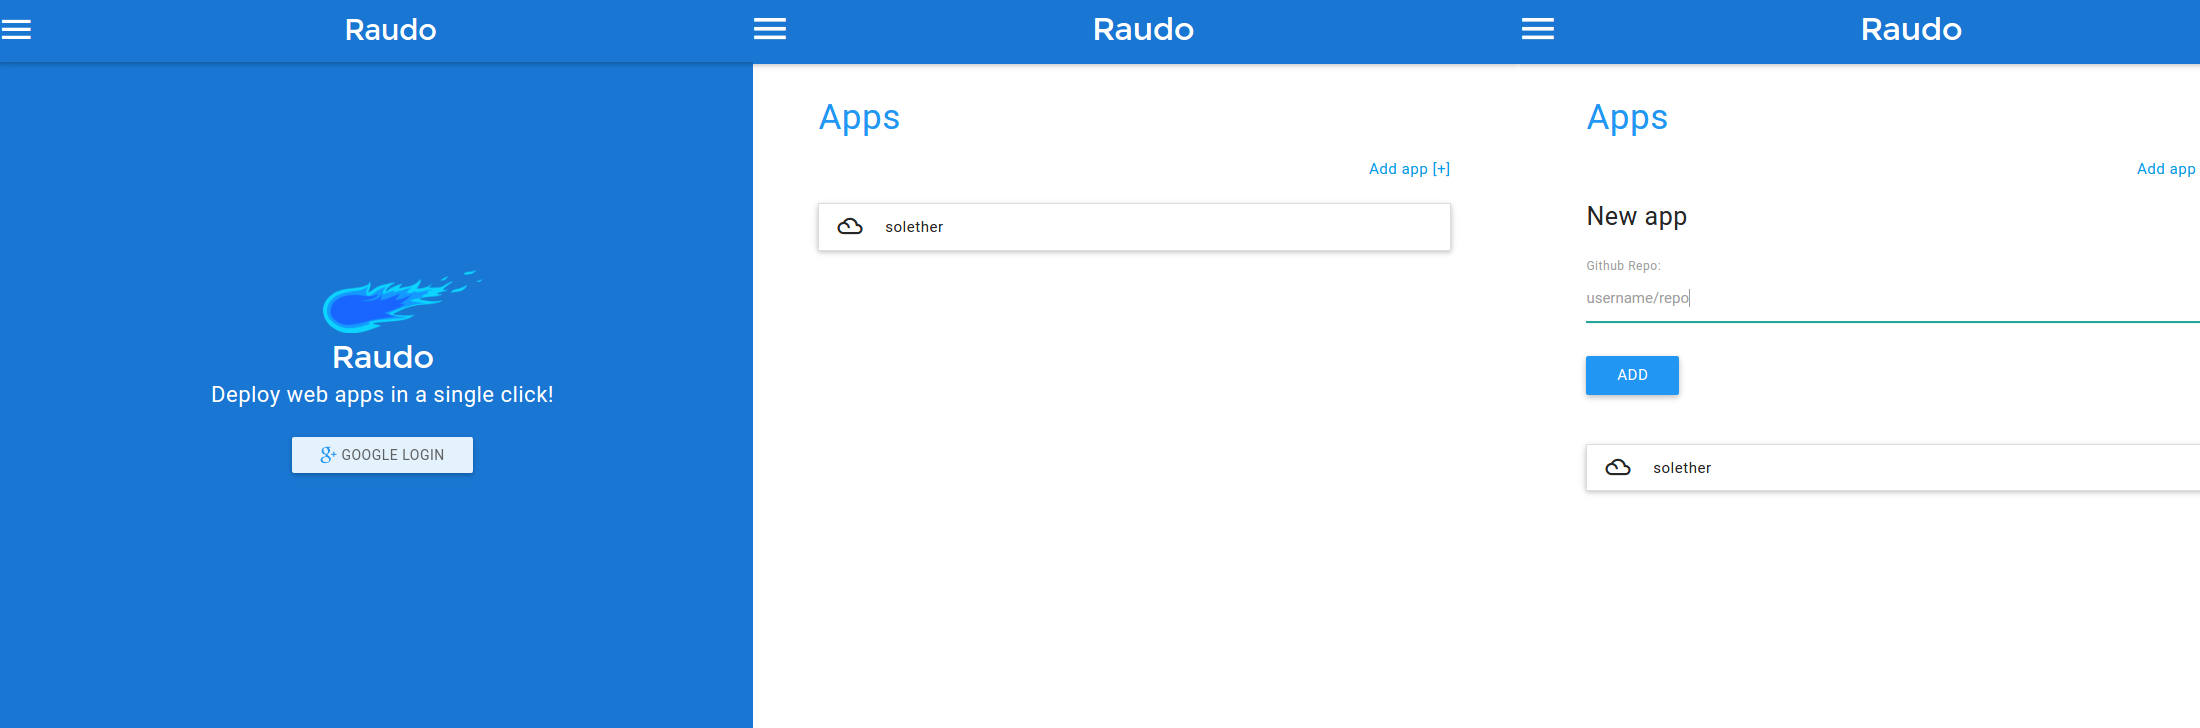 Raudo
Raudo
Deploy web apps in a single click!
GOOGLE LOGIN
Raudo
Apps
Add app [+]
solether
Raudo
Apps
Add app
New app
Github Repo:
username/repo
ADD
solether